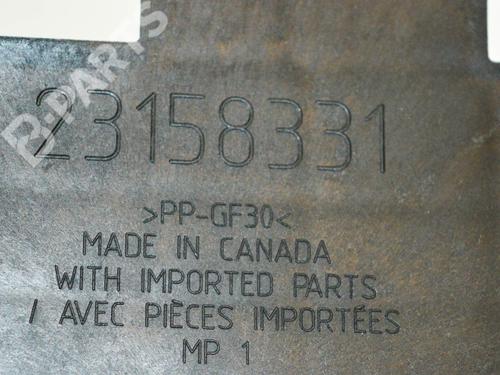 B-PARTS
23158331
>PP-GF30<
MADE IN CANADA
WITH IMPORTED PARTS
/ AVEC PIÈCES IMPORTÉES
MP 1